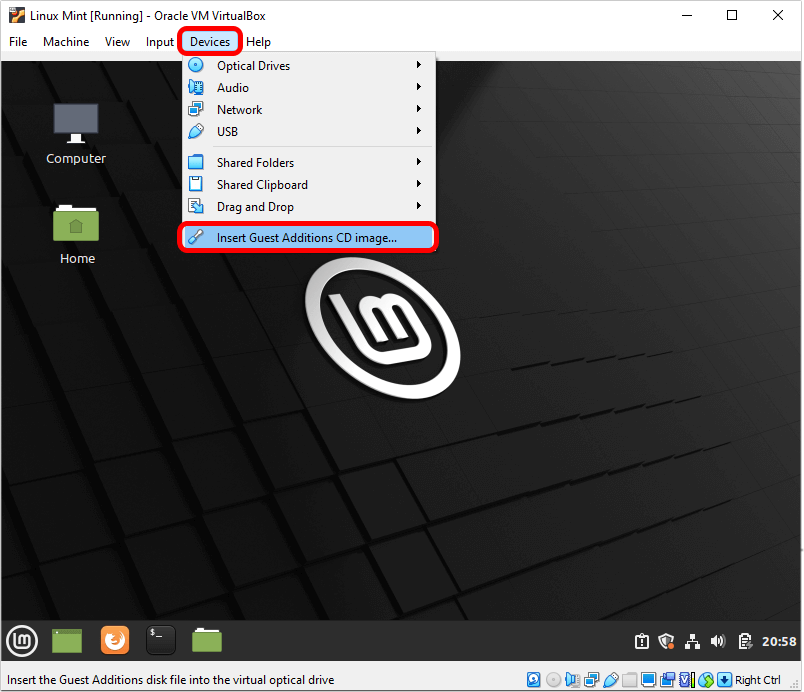 Linux Mint [Running] - Oracle VM VirtualBox
File Machine View Input Devices Help
Optical Drives
Audio
Network
USB
Shared Folders
Shared Clipboard
Drag and Drop
Insert Guest Additions CD image...
Computer
Home
lm
lm
$_
20:58
Insert the Guest Additions disk file into the virtual optical drive
Right Ctrl